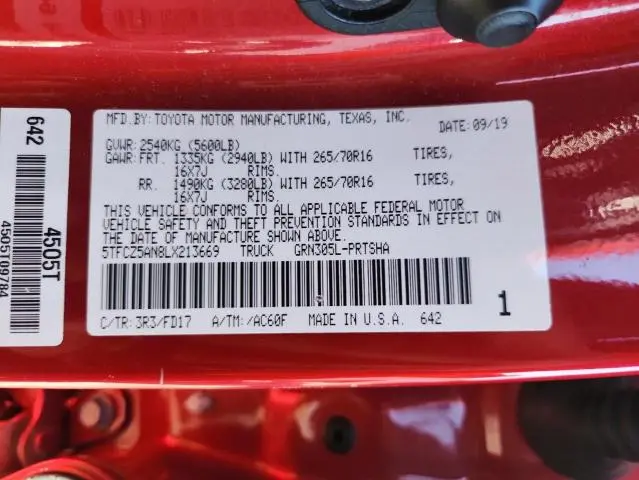 MFD.BY:TOYOTA MOTOR MANUFACTURING, TEXAS, INC.
DATE:09/19
GVWR:2540KG (5600LB)
GAWR:FRT. 1335KG (2940LB) WITH 265/70R16 TIRES,
16X7J RIMS.
RR. 1490KG (3280LB) WITH 265/70R16 TIRES,
16X7J RIMS.
THIS VEHICLE CONFORMS TO ALL APPLICABLE FEDERAL MOTOR
VEHICLE SAFETY AND THEFT PREVENTION STANDARDS IN EFFECT ON
THE DATE OF MANUFACTURE SHOWN ABOVE.
5TFCZ5AN8LX213669 TRUCK GRN305L-PRTSHA
1
C/TR:3R3/FD17 A/TM:/AC60F MADE IN U.S.A. 642
642
4505T
4505T09784